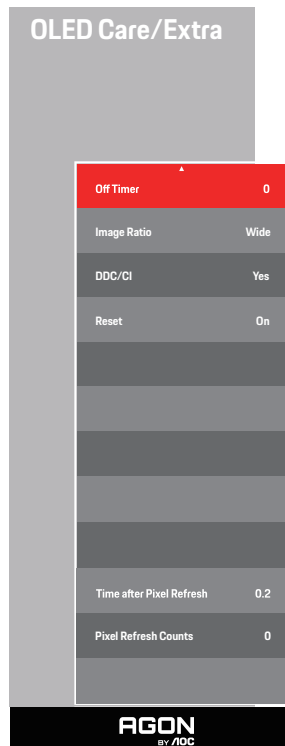 OLED Care/Extra
Off Timer 0
Image Ratio Wide
DDC/CI Yes
Reset On
Time after Pixel Refresh 0.2
Pixel Refresh Counts 0
AGON
BY AOC